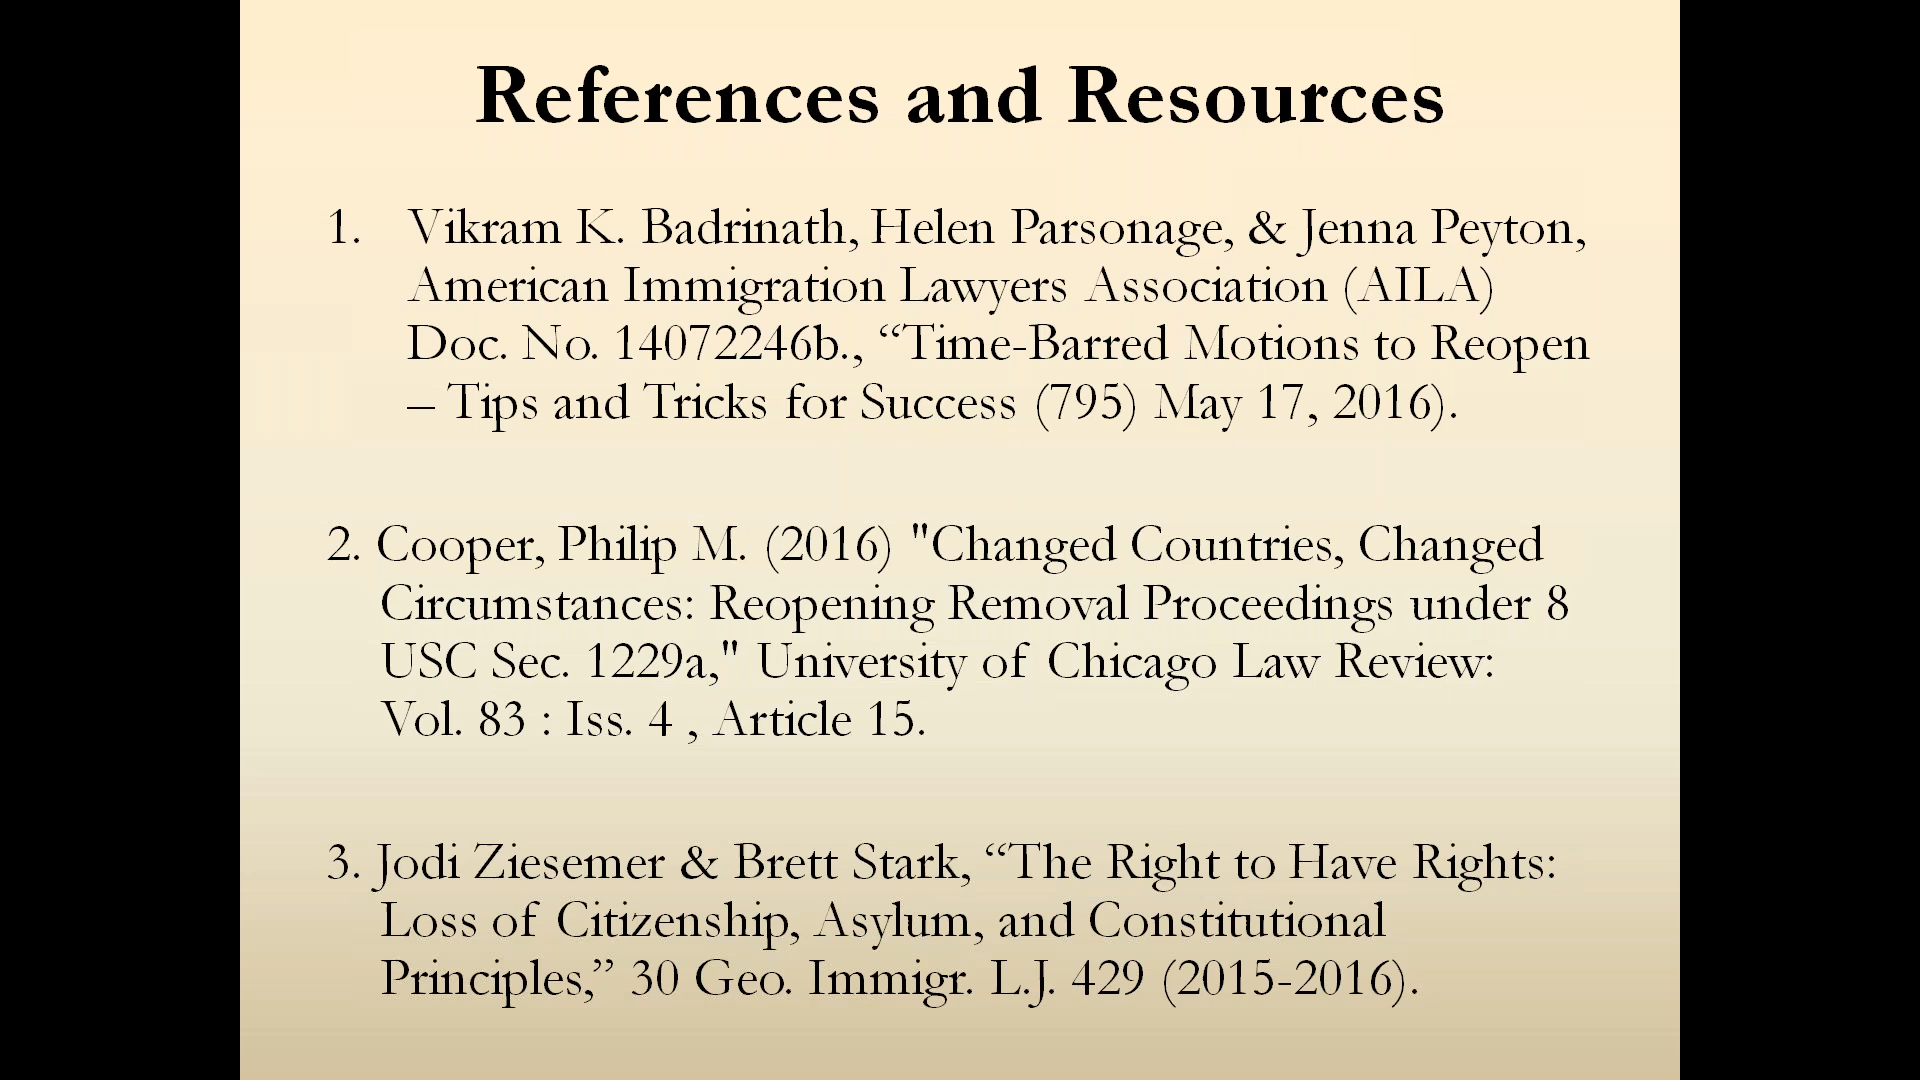 References and Resources
1. Vikram K. Badrinath, Helen Parsonage, & Jenna Peyton,
American Immigration Lawyers Association (AILA)
Doc. No. 14072246b., “Time-Barred Motions to Reopen
– Tips and Tricks for Success (795) May 17, 2016).
2. Cooper, Philip M. (2016) "Changed Countries, Changed
Circumstances: Reopening Removal Proceedings under 8
USC Sec. 1229a," University of Chicago Law Review:
Vol. 83 : Iss. 4 , Article 15.
3. Jodi Ziesemer & Brett Stark, “The Right to Have Rights:
Loss of Citizenship, Asylum, and Constitutional
Principles,” 30 Geo. Immigr. L.J. 429 (2015-2016).